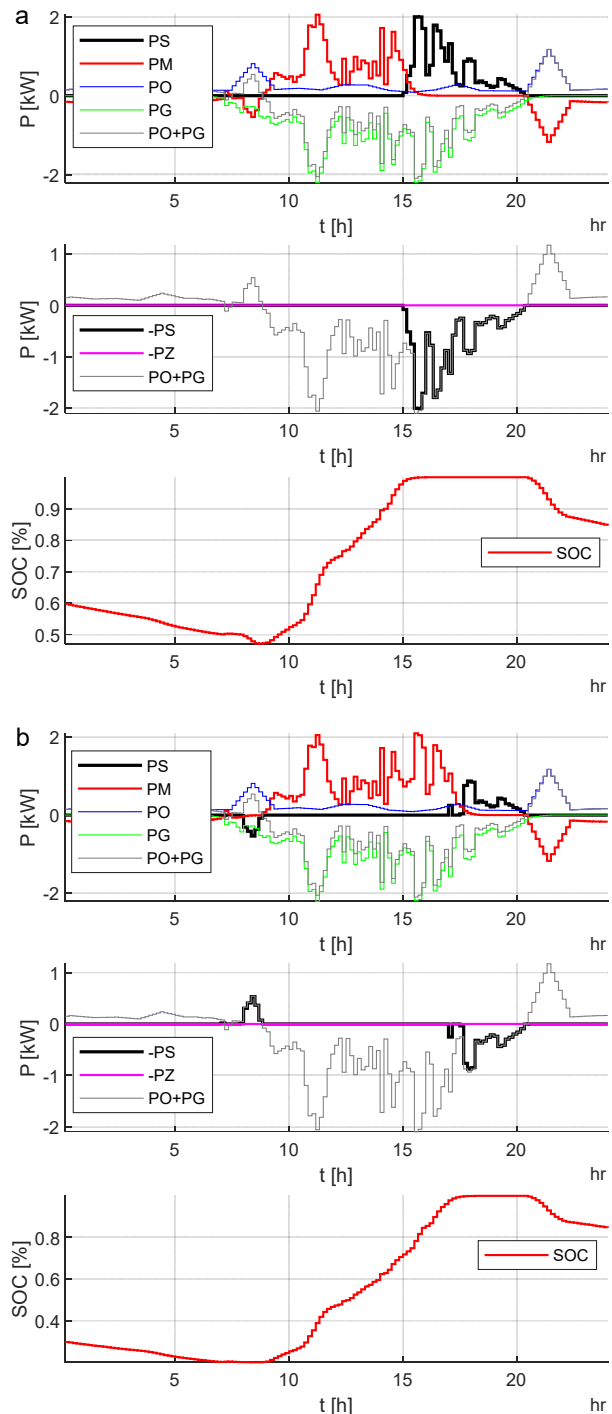 a
P [kW]
2
0
-2
PS
PM
PO
PG
PO+PG
5 10 15 20
t [h]
hr
P [kW]
1
0
-1
-2
-PS
-PZ
PO+PG
5 10 15 20
t [h]
hr
SOC [%]
0.9
0.8
0.7
0.6
0.5
SOC
5 10 15 20
t [h]
hr
b
P [kW]
2
0
-2
PS
PM
PO
PG
PO+PG
5 10 15 20
t [h]
hr
P [kW]
1
0
-1
-2
-PS
-PZ
PO+PG
5 10 15 20
t [h]
hr
SOC [%]
0.8
0.6
0.4
SOC
5 10 15 20
t [h]
hr